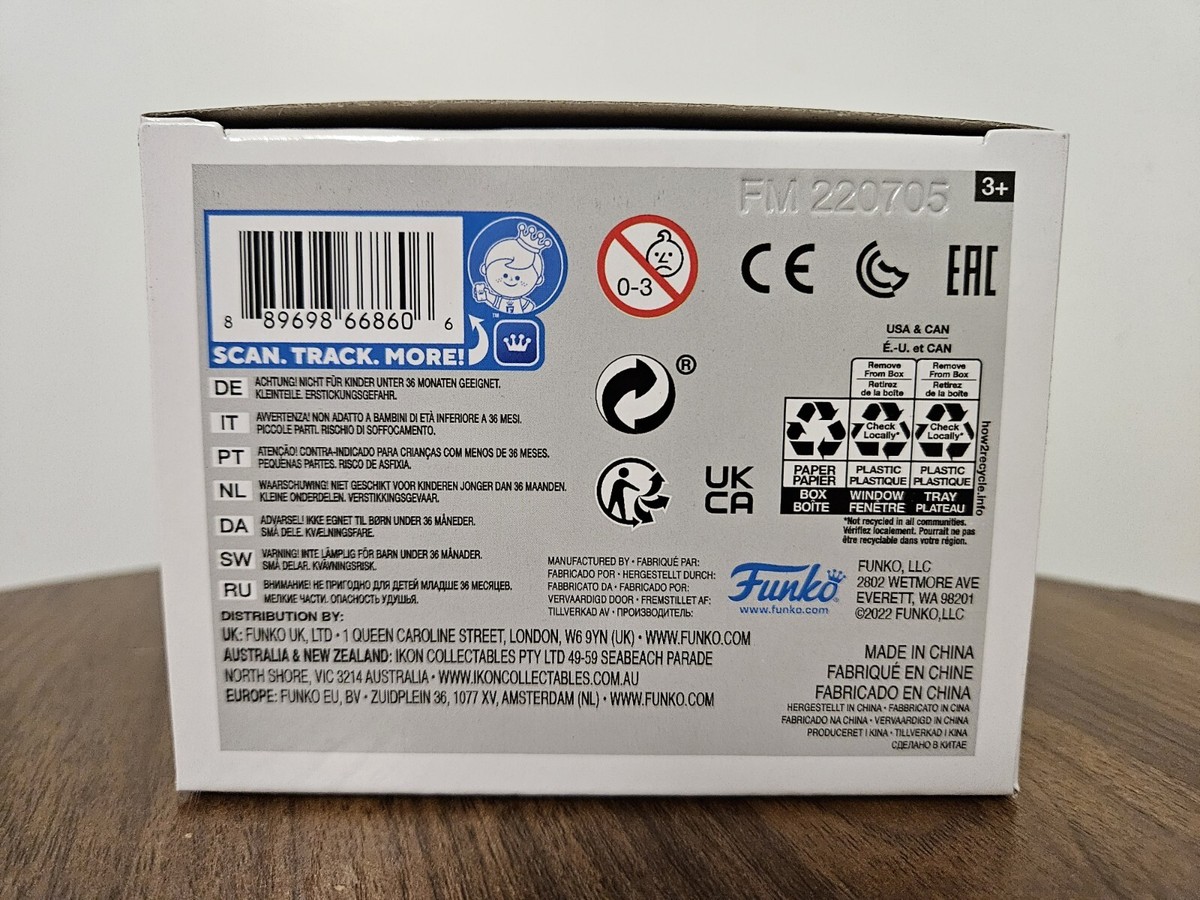 FM 220705
3+
8 89698 66860 6
™
SCAN. TRACK. MORE!
0-3
CE
EAC
®
UK
CA
USA & CAN
É.-U. et CAN
Remove
From Box
Retirez
de la boîte
Remove
From Box
Retirez
de la boîte
Check
Locally*
Check
Locally*
PAPER
PAPIER
PLASTIC
PLASTIQUE
PLASTIC
PLASTIQUE
BOX
BOÎTE
WINDOW
FENÊTRE
TRAY
PLATEAU
how2recycle.info
*Not recycled in all communities.
Vérifiez localement. Pourrait ne pas
être recyclable dans votre région.
DE ACHTUNG! NICHT FÜR KINDER UNTER 36 MONATEN GEEIGNET.
KLEINTEILE. ERSTICKUNGSGEFAHR.
IT AVVERTENZA! NON ADATTO A BAMBINI DI ETÀ INFERIORE A 36 MESI.
PICCOLE PARTI. RISCHIO DI SOFFOCAMENTO.
PT ATENÇÃO! CONTRA-INDICADO PARA CRIANÇAS COM MENOS DE 36 MESES.
PEQUENAS PARTES. RISCO DE ASFIXIA.
NL WAARSCHUWING! NIET GESCHIKT VOOR KINDEREN JONGER DAN 36 MAANDEN.
KLEINE ONDERDELEN. VERSTIKKINGSGEVAAR.
DA ADVARSEL! IKKE EGNET TIL BØRN UNDER 36 MÅNEDER.
SMÅ DELE. KVÆLNINGSFARE.
SW VARNING! INTE LÄMPLIG FÖR BARN UNDER 36 MÅNADER.
SMÅ DELAR. KVÄVNINGSRISK.
RU ВНИМАНИЕ! НЕ ПРИГОДНО ДЛЯ ДЕТЕЙ МЛАДШЕ 36 МЕСЯЦЕВ.
МЕЛКИЕ ЧАСТИ. ОПАСНОСТЬ УДУШЬЯ.
MANUFACTURED BY • FABRIQUÉ PAR:
FABRICADO POR • HERGESTELLT DURCH:
FABBRICATO DA • FABRICADO POR:
VERVAARDIGD DOOR • FREMSTILLET AF:
TILLVERKAD AV • ПРОИЗВОДИТЕЛЬ:
Funko
www.funko.com
FUNKO, LLC
2802 WETMORE AVE
EVERETT, WA 98201
©2022 FUNKO,LLC
DISTRIBUTION BY:
UK: FUNKO UK, LTD • 1 QUEEN CAROLINE STREET, LONDON, W6 9YN (UK) • WWW.FUNKO.COM
AUSTRALIA & NEW ZEALAND: IKON COLLECTABLES PTY LTD 49-59 SEABEACH PARADE
NORTH SHORE, VIC 3214 AUSTRALIA • WWW.IKONCOLLECTABLES.COM.AU
EUROPE: FUNKO EU, BV • ZUIDPLEIN 36, 1077 XV, AMSTERDAM (NL) • WWW.FUNKO.COM
MADE IN CHINA
FABRIQUÉ EN CHINE
FABRICADO EN CHINA
HERGESTELLT IN CHINA • FABBRICATO IN CINA
FABRICADO NA CHINA • VERVAARDIGD IN CHINA
PRODUCERET I KINA • TILLVERKAD I KINA
СДЕЛАНО В КИТАЕ